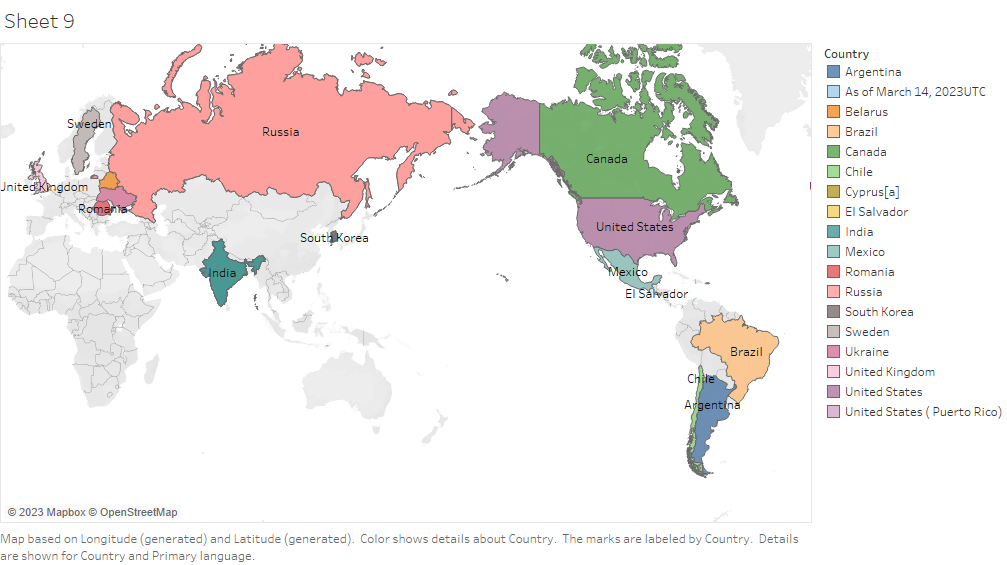 Sheet 9
Country
Argentina
As of March 14, 2023UTC
Belarus
Brazil
Canada
Chile
Cyprus[a]
El Salvador
India
Mexico
Romania
Russia
South Korea
Sweden
Ukraine
United Kingdom
United States
United States ( Puerto Rico)
Sweden
Russia
Canada
United Kingdom
Romania
United States
South Korea
India
Mexico
El Salvador
Brazil
Chile
Argentina
© 2023 Mapbox © OpenStreetMap
Map based on Longitude (generated) and Latitude (generated). Color shows details about Country. The marks are labeled by Country. Details
are shown for Country and Primary language.